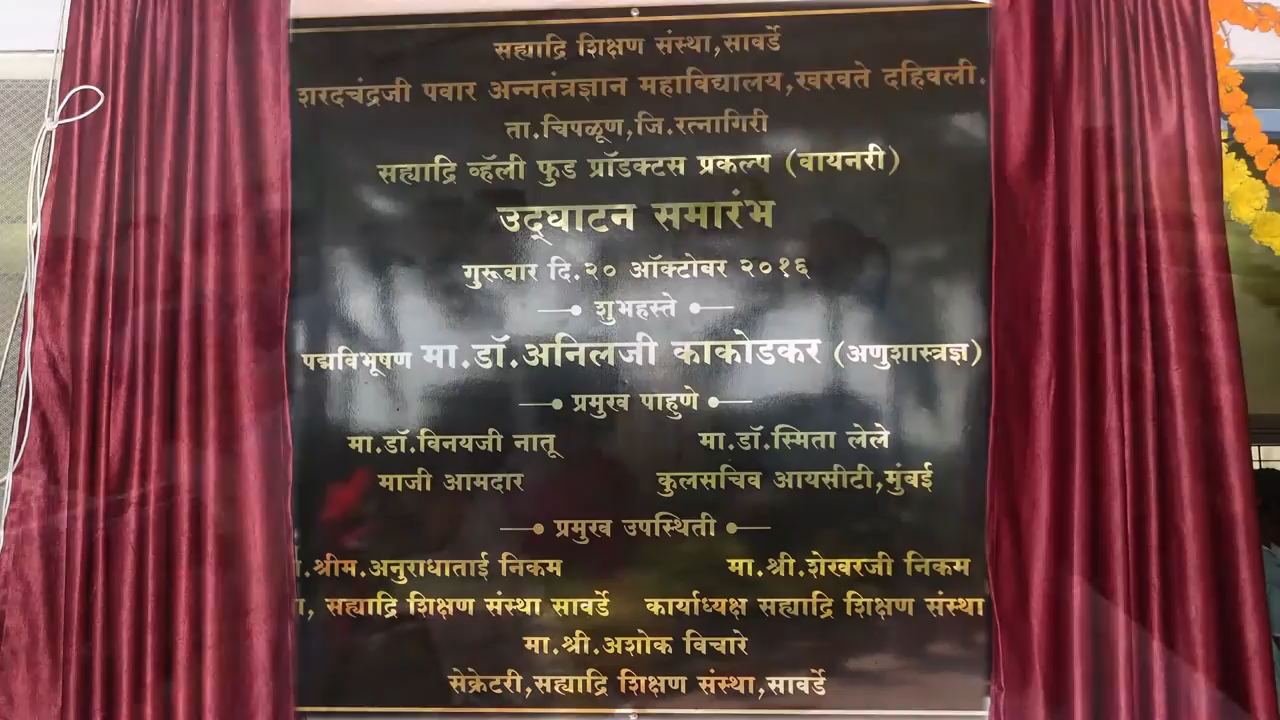 सह्याद्रि शिक्षण संस्था,सावर्डे
शरदचंद्रजी पवार अन्नतंत्रज्ञान महाविद्यालय,खरवते दहिवली.
ता.चिपळूण,जि.रत्नागिरी
सह्याद्रि व्हॅली फुड प्रॉडक्टस प्रकल्प (वायनरी)
उद्घाटन समारंभ
गुरूवार दि.२० ऑक्टोबर २०१६
शुभहस्ते
पद्मविभूषण मा.डॉ.अनिलजी काकोडकर (अणुशास्त्रज्ञ)
प्रमुख पाहुणे
मा.डॉ.विनयजी नातू मा.डॉ.स्मिता लेले
माजी आमदार कुलसचिव आयसीटी,मुंबई
प्रमुख उपस्थिती
.श्रीम.अनुराधाताई निकम मा.श्री.शेखरजी निकम
, सह्याद्रि शिक्षण संस्था सावर्डे कार्याध्यक्ष सह्याद्रि शिक्षण संस्था
मा.श्री.अशोक विचारे
सेक्रेटरी,सह्याद्रि शिक्षण संस्था,सावर्डे